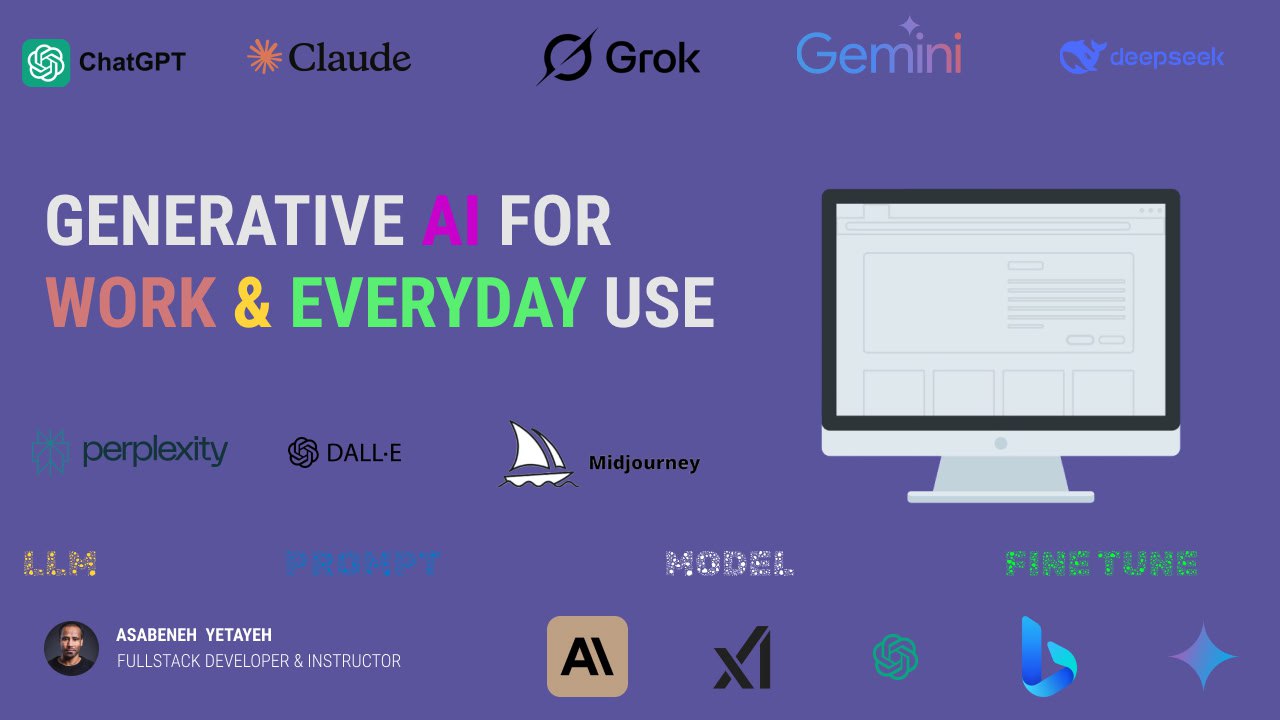 ChatGPT
Claude
Grok
Gemini
deepseek
GENERATIVE AI FOR
WORK & EVERYDAY USE
perplexity
DALL·E
Midjourney
LLM
PROMPT
MODEL
FINE TUNE
ASABENEH YETAYEH
FULLSTACK DEVELOPER & INSTRUCTOR
AI
xI